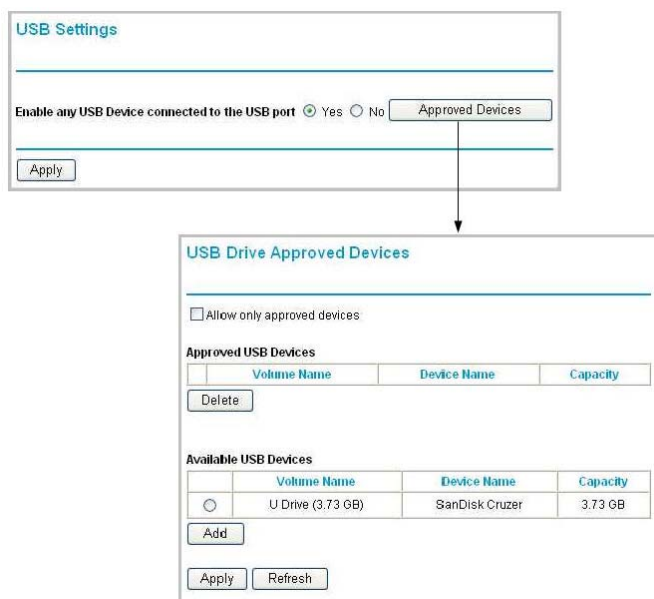 USB Settings
Enable any USB Device connected to the USB port Yes No Approved Devices
Apply
USB Drive Approved Devices
Allow only approved devices
Approved USB Devices
Volume Name Device Name Capacity
Delete
Available USB Devices
Volume Name Device Name Capacity
U Drive (3.73 GB) SanDisk Cruzer 3.73 GB
Add
Apply Refresh